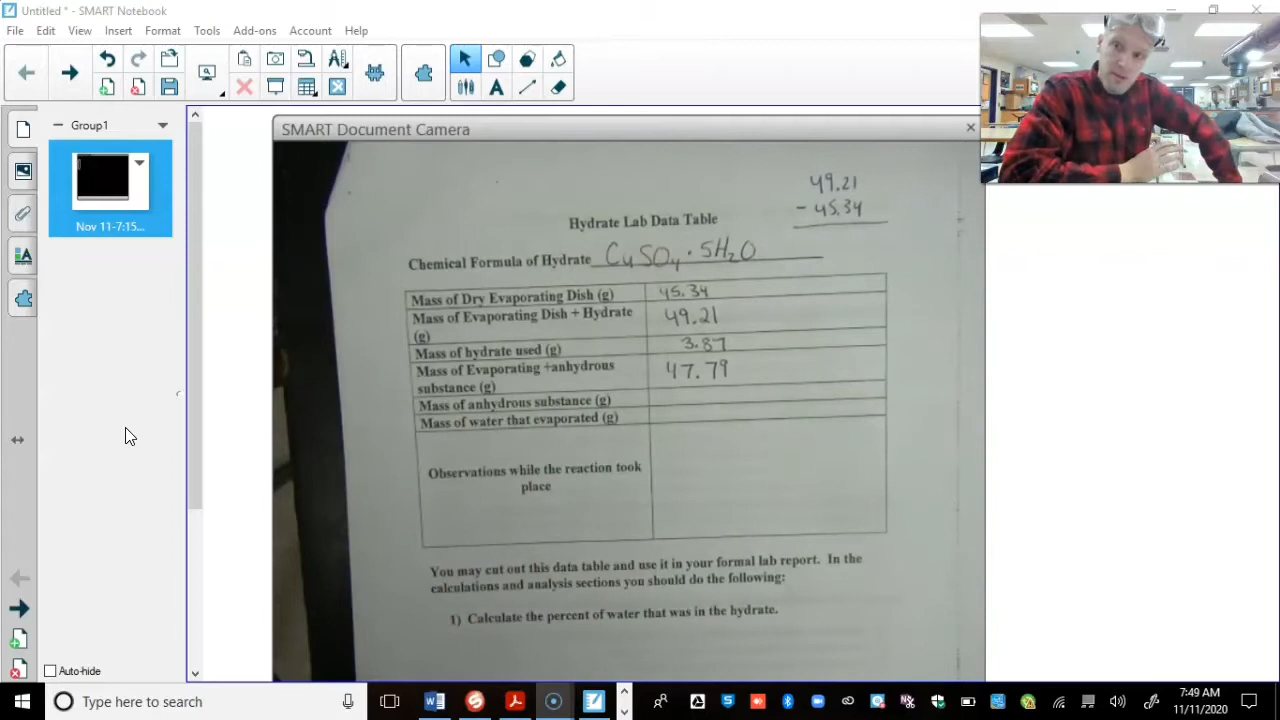 Untitled * - SMART Notebook
File Edit View Insert Format Tools Add-ons Account Help
Group1
Nov 11-7:15...
SMART Document Camera
49.21
- 45.34
Hydrate Lab Data Table
Chemical Formula of Hydrate CuSO4 · 5H2O
Mass of Dry Evaporating Dish (g) 45.34
Mass of Evaporating Dish + Hydrate 49.21
(g)
Mass of hydrate used (g) 3.87
Mass of Evaporating +anhydrous 47.79
substance (g)
Mass of anhydrous substance (g)
Mass of water that evaporated (g)
Observations while the reaction took
place
You may cut out this data table and use it in your formal lab report. In the
calculations and analysis sections you should do the following:
1) Calculate the percent of water that was in the hydrate.
Auto-hide
Type here to search
7:49 AM
11/11/2020